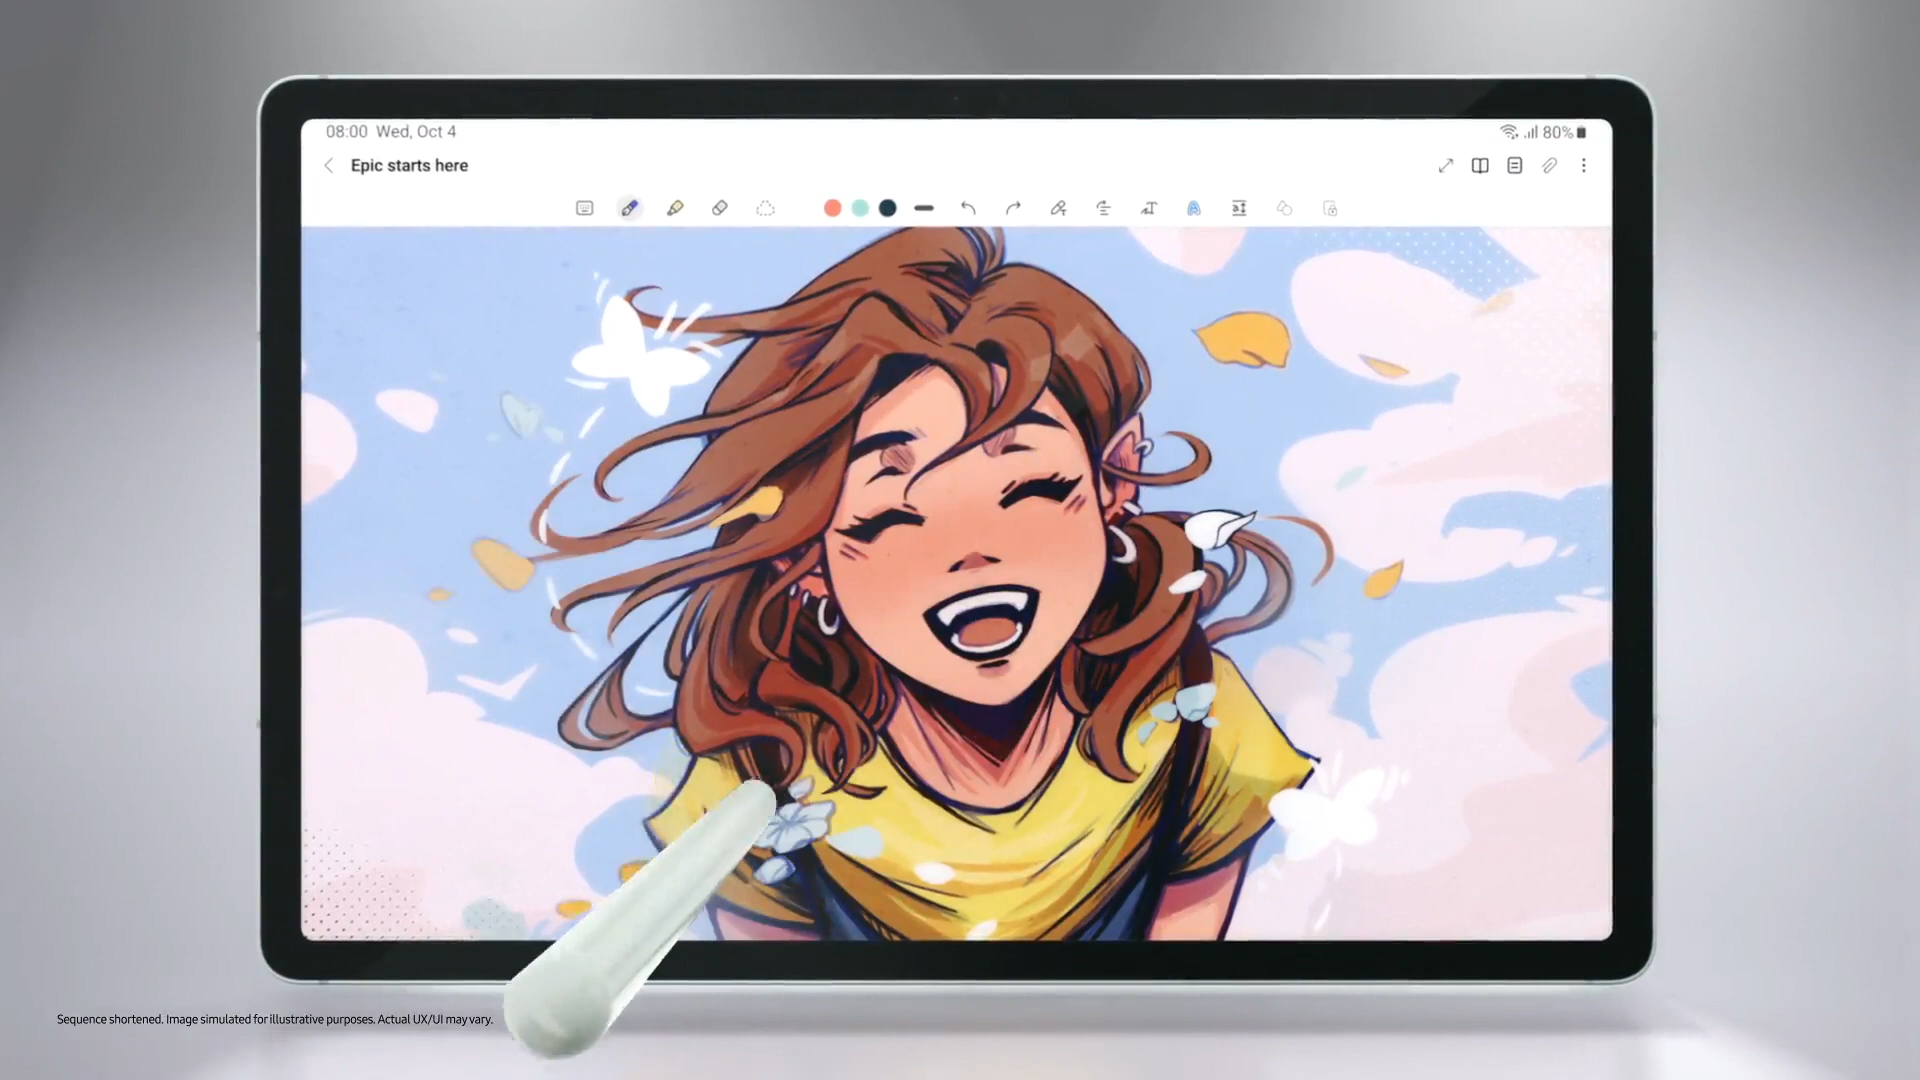 08:00 Wed, Oct 4
80%
Epic starts here
Sequence shortened. Image simulated for illustrative purposes. Actual UX/UI may vary.